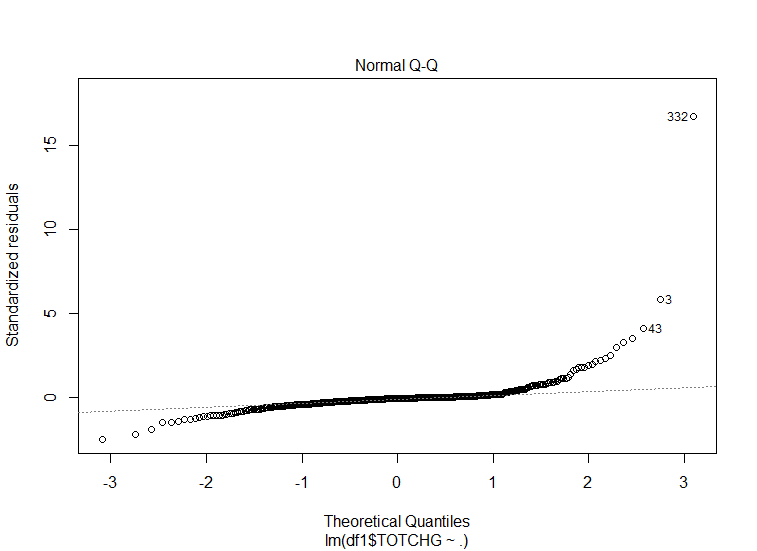 Normal Q-Q
332
15
10
3
5
43
0
-3 -2 -1 0 1 2 3
Standardized residuals
Theoretical Quantiles
lm(df1$TOTCHG ~ .)